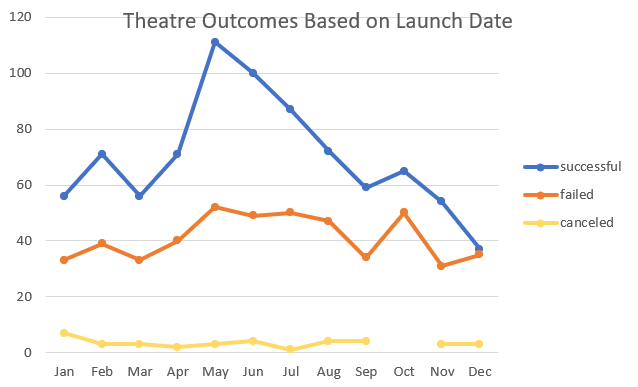 Theatre Outcomes Based on Launch Date
120
100
80
60
40
20
0
Jan Feb Mar Apr May Jun Jul Aug Sep Oct Nov Dec
successful
failed
canceled